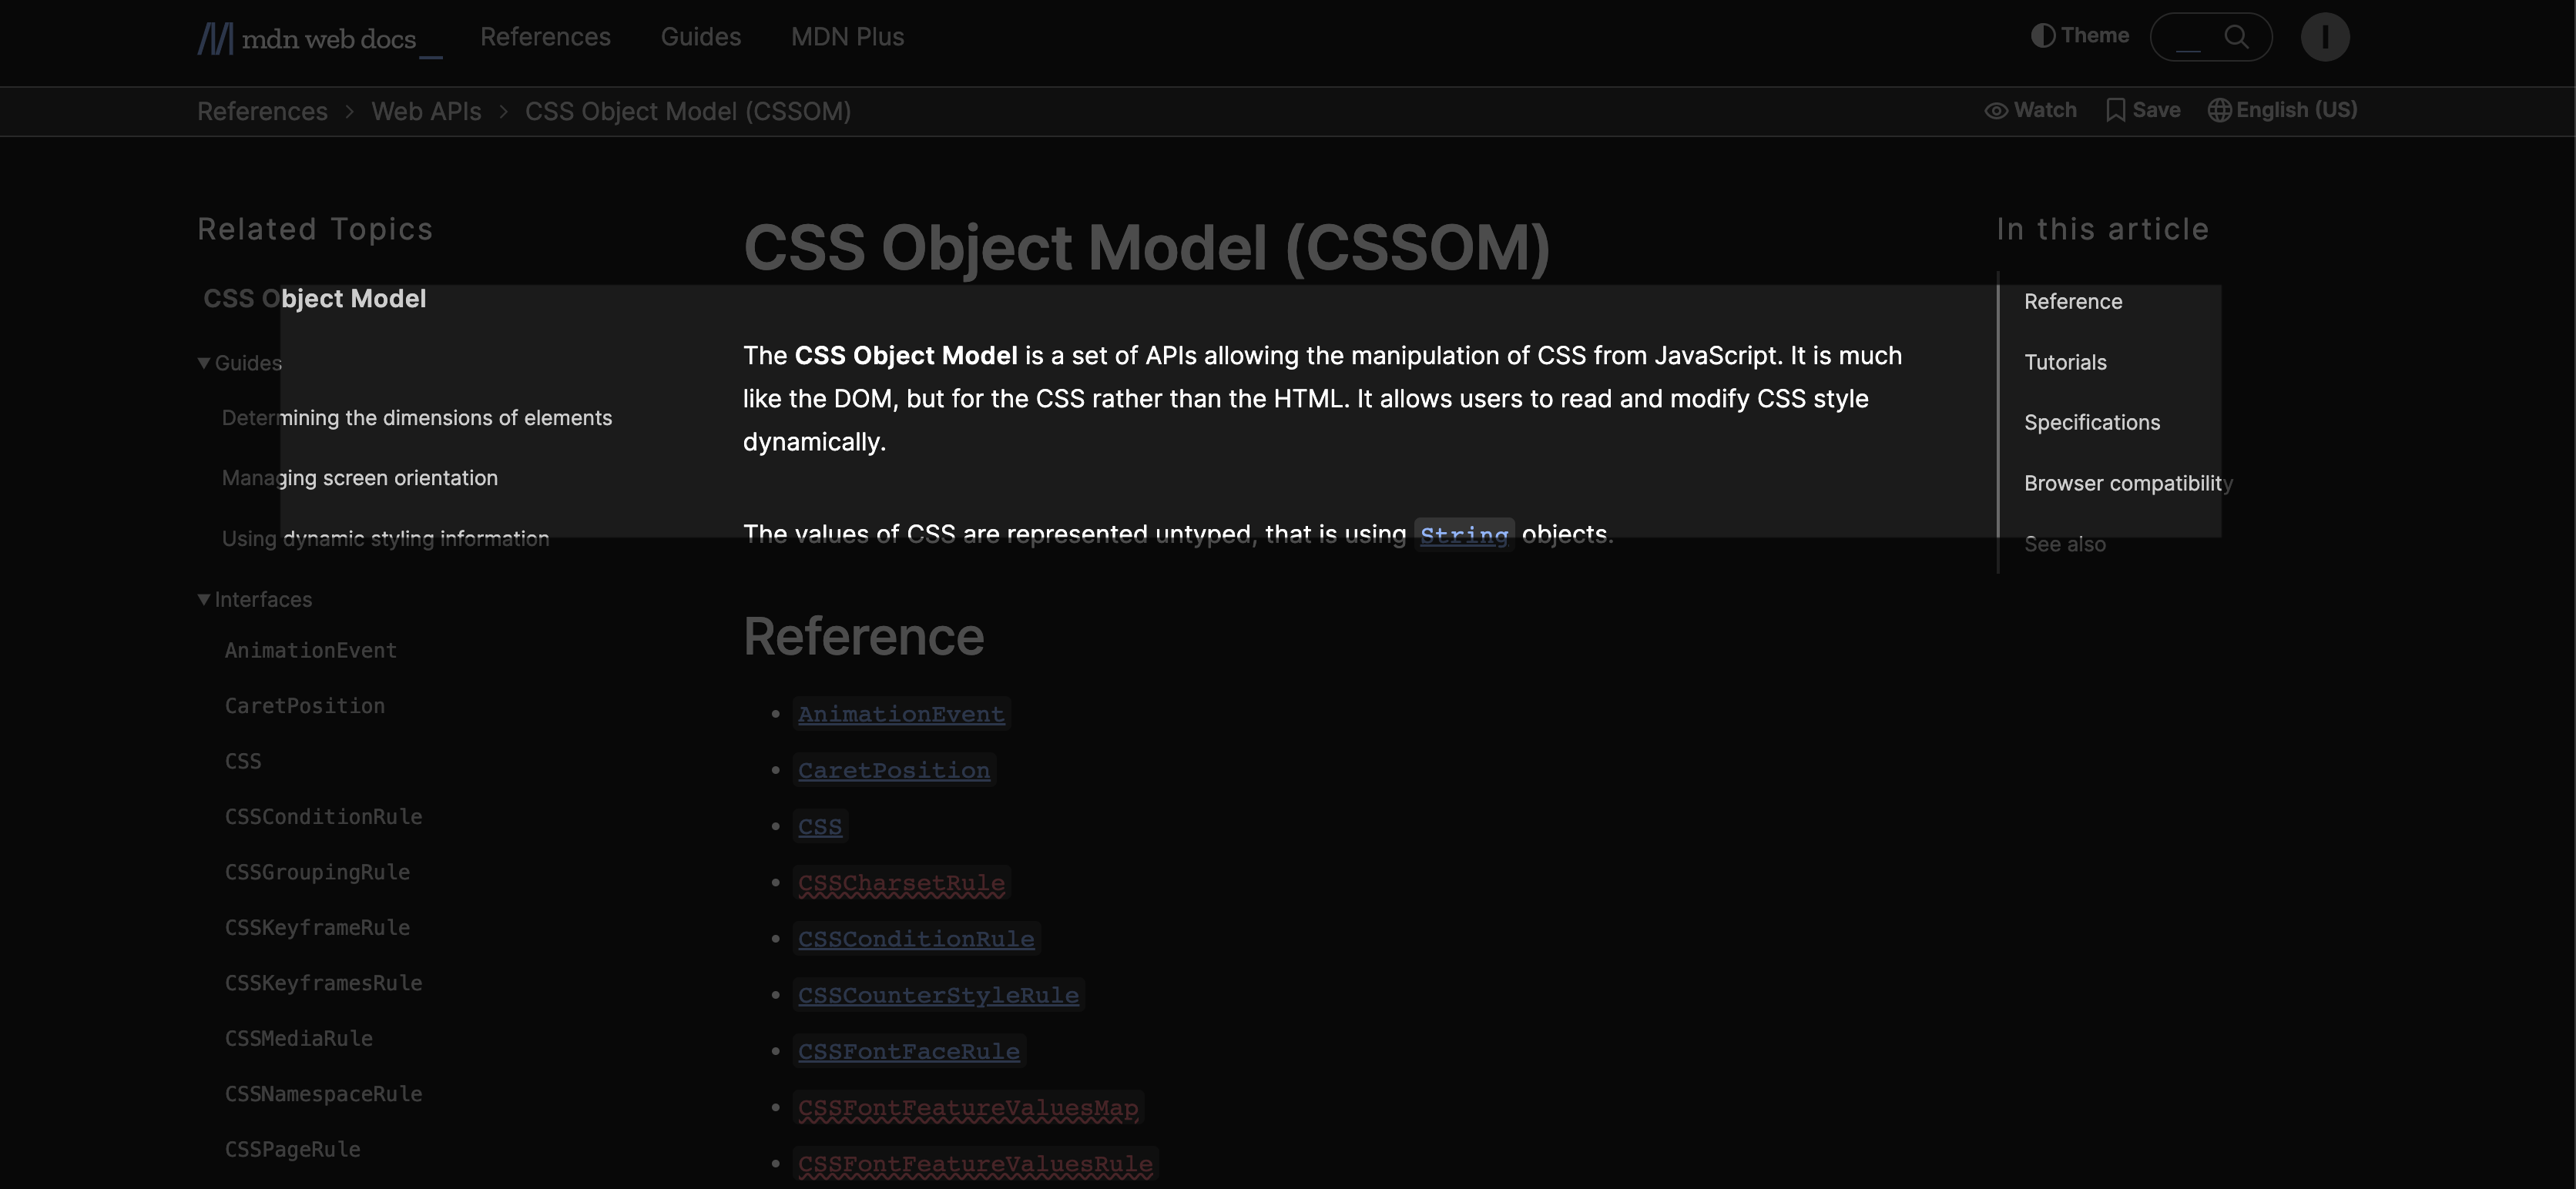 mdn web docs_
References
Guides
MDN Plus
Theme
I
References > Web APIs > CSS Object Model (CSSOM)
Watch
Save
English (US)
Related Topics
CSS Object Model
Guides
Determining the dimensions of elements
Managing screen orientation
Using dynamic styling information
Interfaces
AnimationEvent
CaretPosition
CSS
CSSConditionRule
CSSGroupingRule
CSSKeyframeRule
CSSKeyframesRule
CSSMediaRule
CSSNamespaceRule
CSSPageRule
CSS Object Model (CSSOM)
The CSS Object Model is a set of APIs allowing the manipulation of CSS from JavaScript. It is much
like the DOM, but for the CSS rather than the HTML. It allows users to read and modify CSS style
dynamically.
The values of CSS are represented untyped, that is using String objects.
Reference
• AnimationEvent
• CaretPosition
• CSS
• CSSCharsetRule
• CSSConditionRule
• CSSCounterStyleRule
• CSSFontFaceRule
• CSSFontFeatureValuesMap
• CSSFontFeatureValuesRule
In this article
Reference
Tutorials
Specifications
Browser compatibility
See also